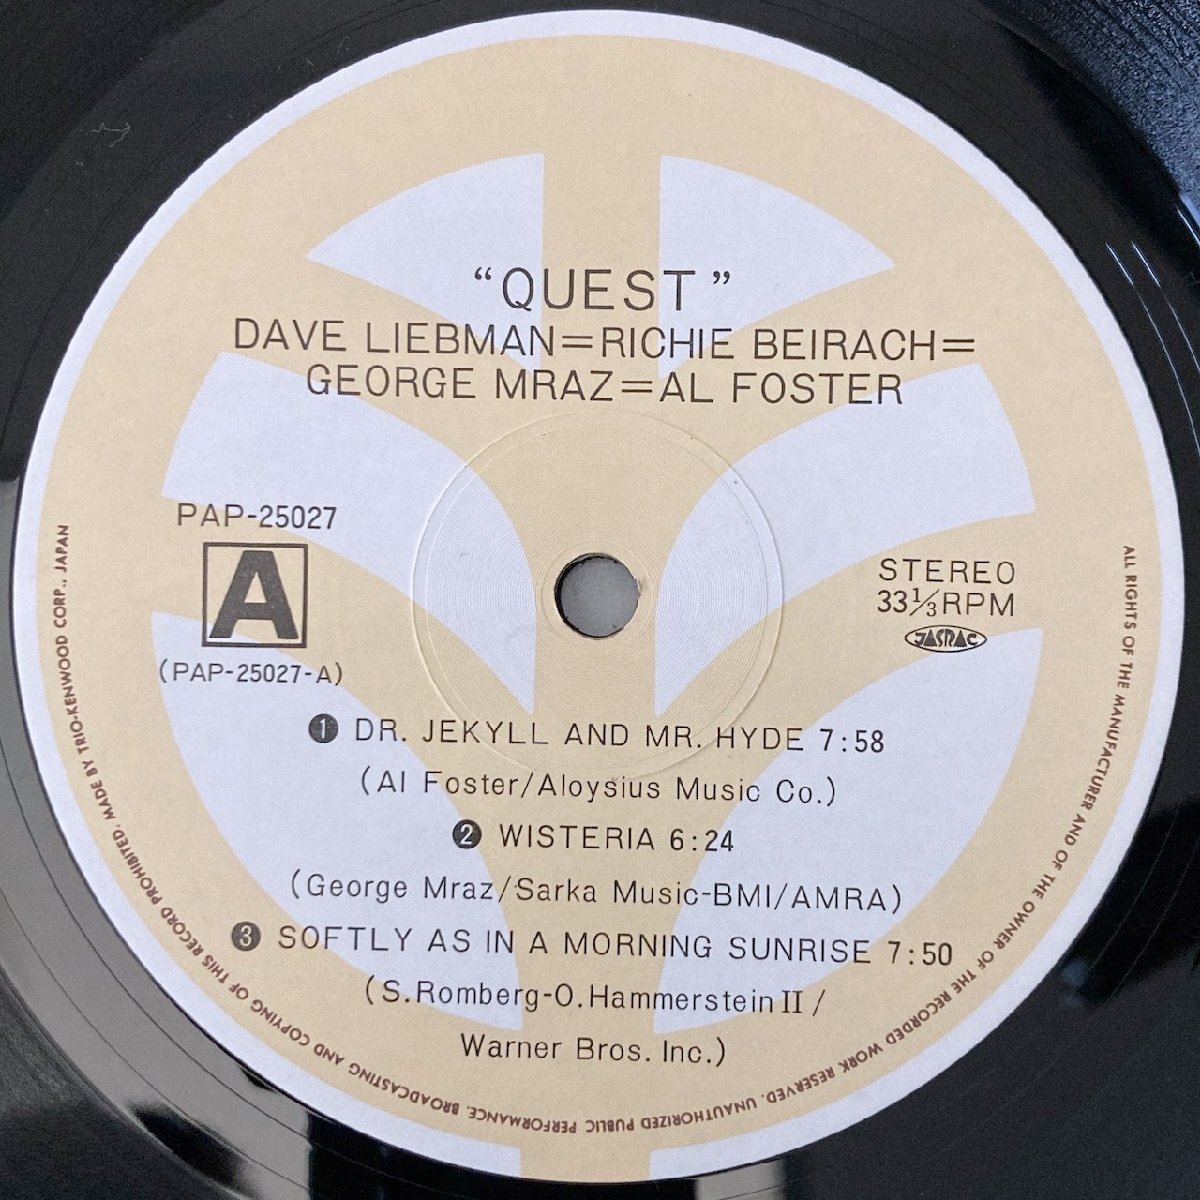 “QUEST”
DAVE LIEBMAN=RICHIE BEIRACH=
GEORGE MRAZ=AL FOSTER
PAP-25027
A
(PAP-25027-A)
STEREO
33⅓RPM
JASRAC
❶ DR. JEKYLL AND MR. HYDE 7:58
(Al Foster/Aloysius Music Co.)
❷ WISTERIA 6:24
(George Mraz/Sarka Music-BMI/AMRA)
❸ SOFTLY AS IN A MORNING SUNRISE 7:50
(S.Romberg-O.Hammerstein II/
Warner Bros. Inc.)
ALL RIGHTS OF THE MANUFACTURER AND OF THE OWNER OF THE RECORDED WORK RESERVED. UNAUTHORIZED PUBLIC PERFORMANCE, BROADCASTING AND COPYING OF THIS RECORD PROHIBITED. MADE BY TRIO-KENWOOD CORP., JAPAN